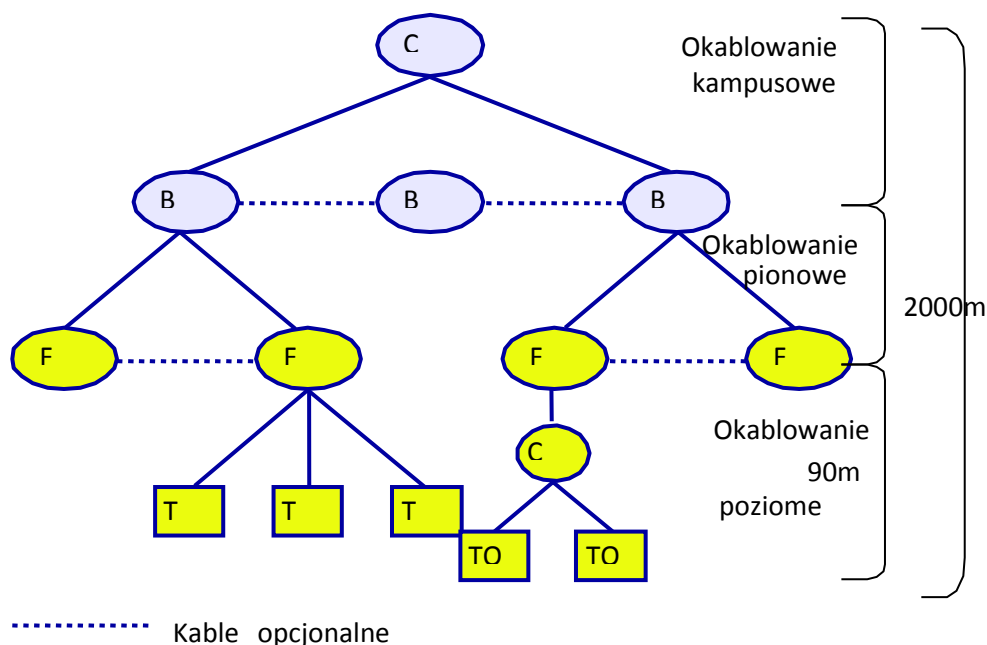 C
Okablowanie
kampusowe
B B B
Okablowanie
pionowe
2000m
F F F F
Okablowanie
C
90m
poziome
T T T
TO TO
Kable opcjonalne